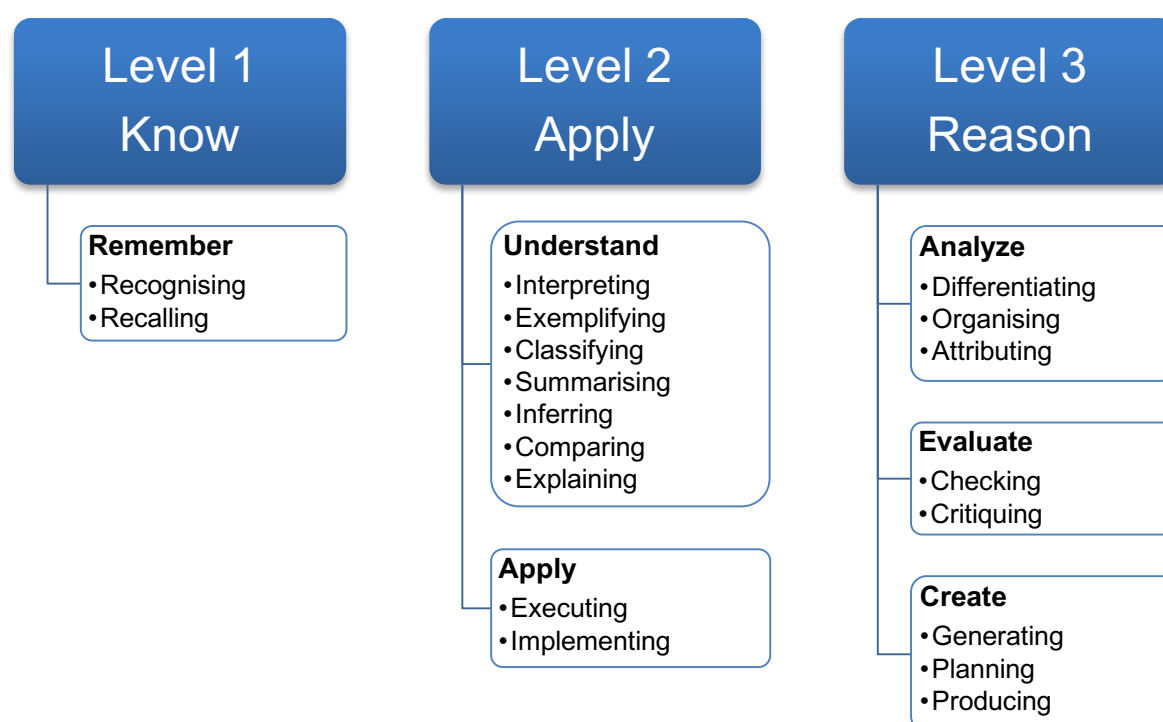 Level 1
Know
Remember
•Recognising
•Recalling
Level 2
Apply
Understand
•Interpreting
•Exemplifying
•Classifying
•Summarising
•Inferring
•Comparing
•Explaining
Apply
•Executing
•Implementing
Level 3
Reason
Analyze
•Differentiating
•Organising
•Attributing
Evaluate
•Checking
•Critiquing
Create
•Generating
•Planning
•Producing